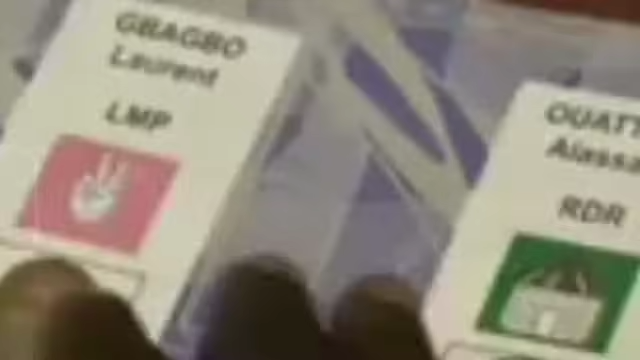 GBAGBO
Laurent
LMP
OUATT
Alassa
RDR